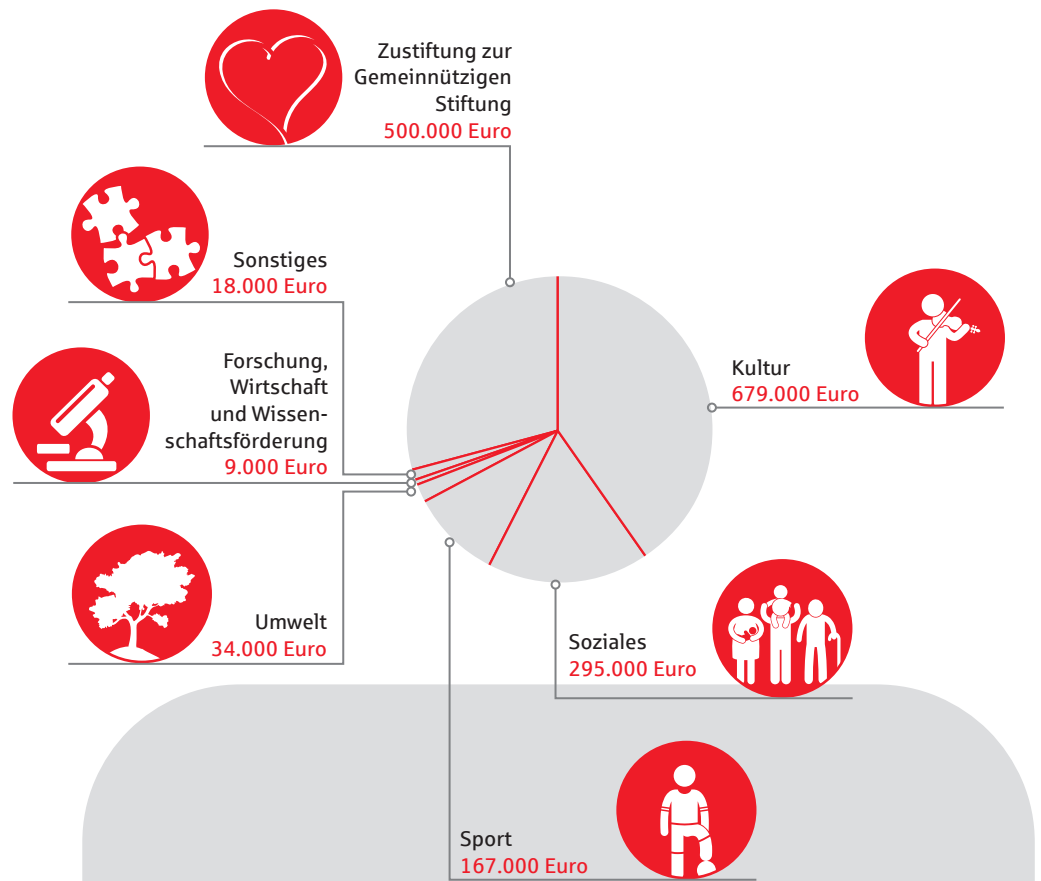 Zustiftung zur
Gemeinnützigen
Stiftung
500.000 Euro
Sonstiges
18.000 Euro
Forschung,
Wirtschaft
und Wissen-
schaftsförderung
9.000 Euro
Umwelt
34.000 Euro
Kultur
679.000 Euro
Soziales
295.000 Euro
Sport
167.000 Euro